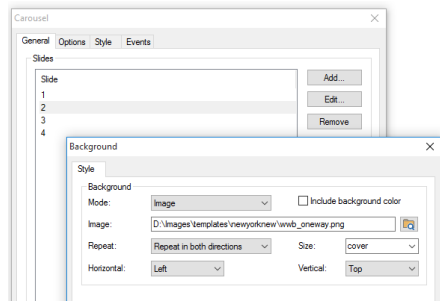 Carousel
General Options Style Events
Slides
Slide
1
2
3
4
Add...
Edit...
Remove
Background
Style
Background
Mode: Image Include background color
Image: D:\Images\templates\newyorknew\wwb_oneway.png
Repeat: Repeat in both directions Size: cover
Horizontal: Left Vertical: Top